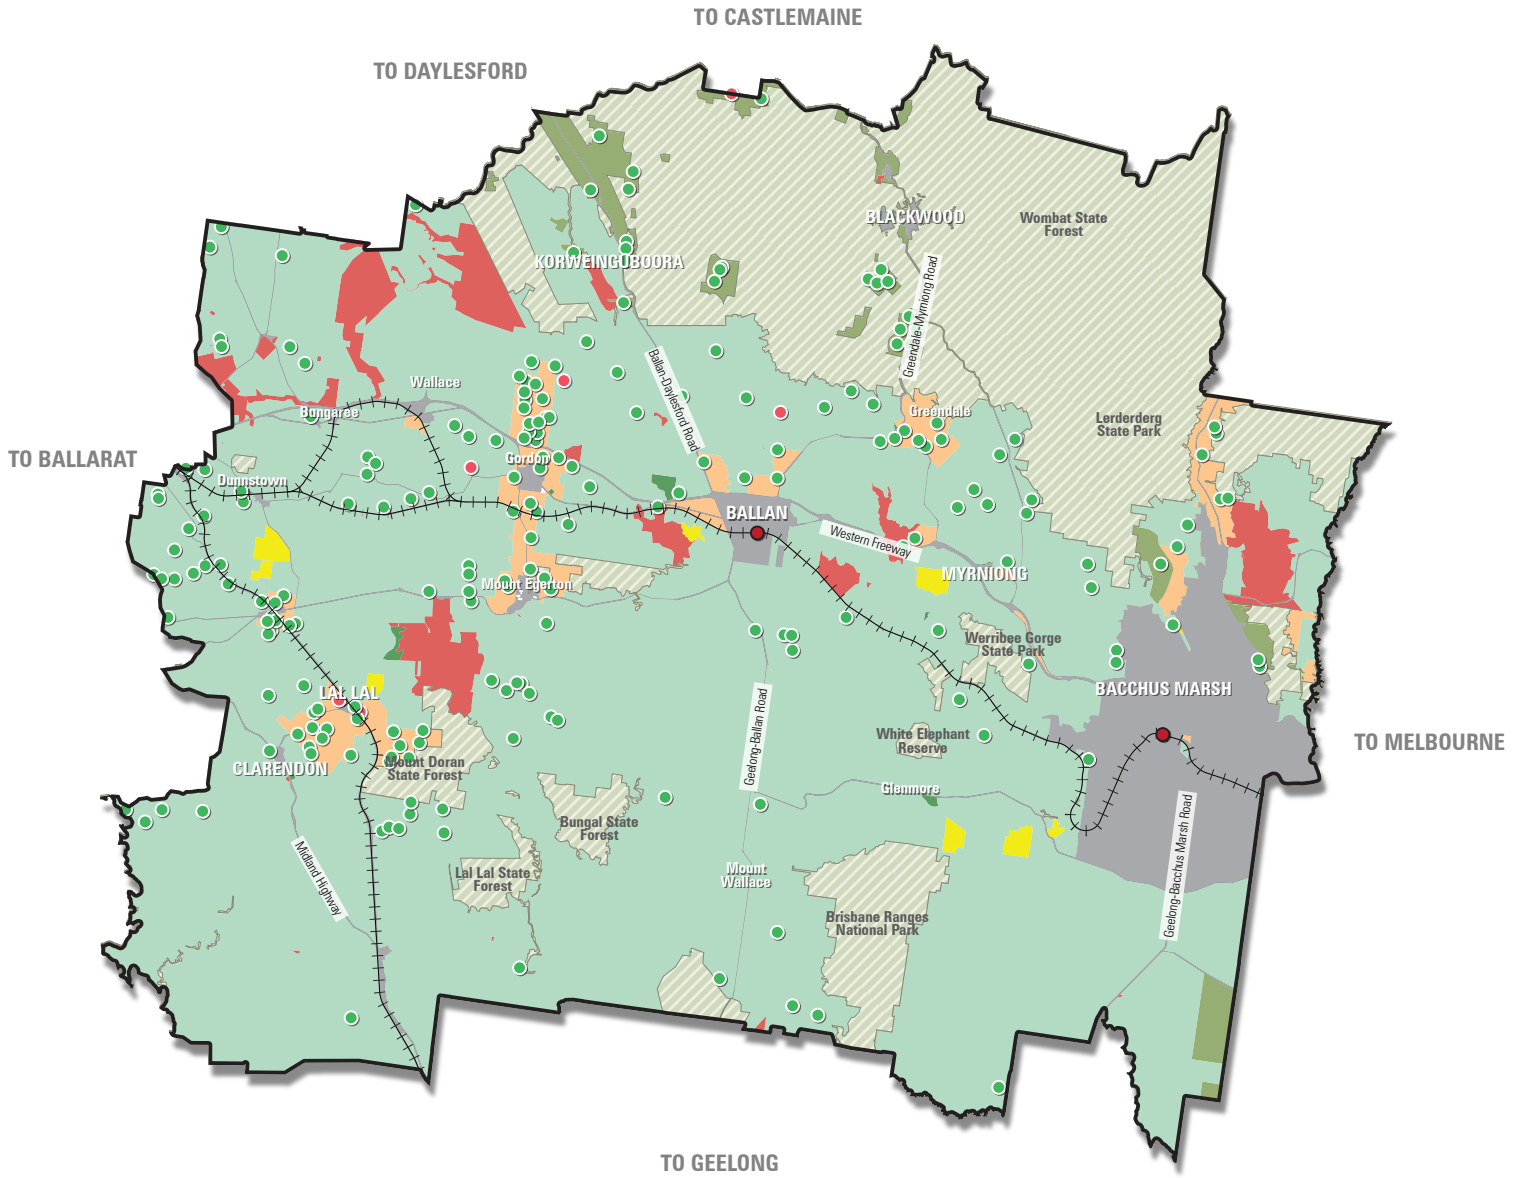 TO CASTLEMAINE
TO DAYLESFORD
BLACKWOOD
Wombat State
Forest
KORWEINGUBOORA
Greendale-Myrniong Road
Ballan-Daylesford Road
Wallace
Bungaree
Greendale
Lerderderg
State Park
TO BALLARAT
Gordon
Dunnstown
BALLAN
Western Freeway
MYRNIONG
Mount Egerton
Werribee Gorge
State Park
LAL LAL
BACCHUS MARSH
Geelong-Ballan Road
White Elephant
Reserve
TO MELBOURNE
CLARENDON
Mount Doran
State Forest
Glenmore
Geelong-Bacchus Marsh Road
Bungal State
Forest
Midland Highway
Lal Lal State
Forest
Mount
Wallace
Brisbane Ranges
National Park
TO GEELONG